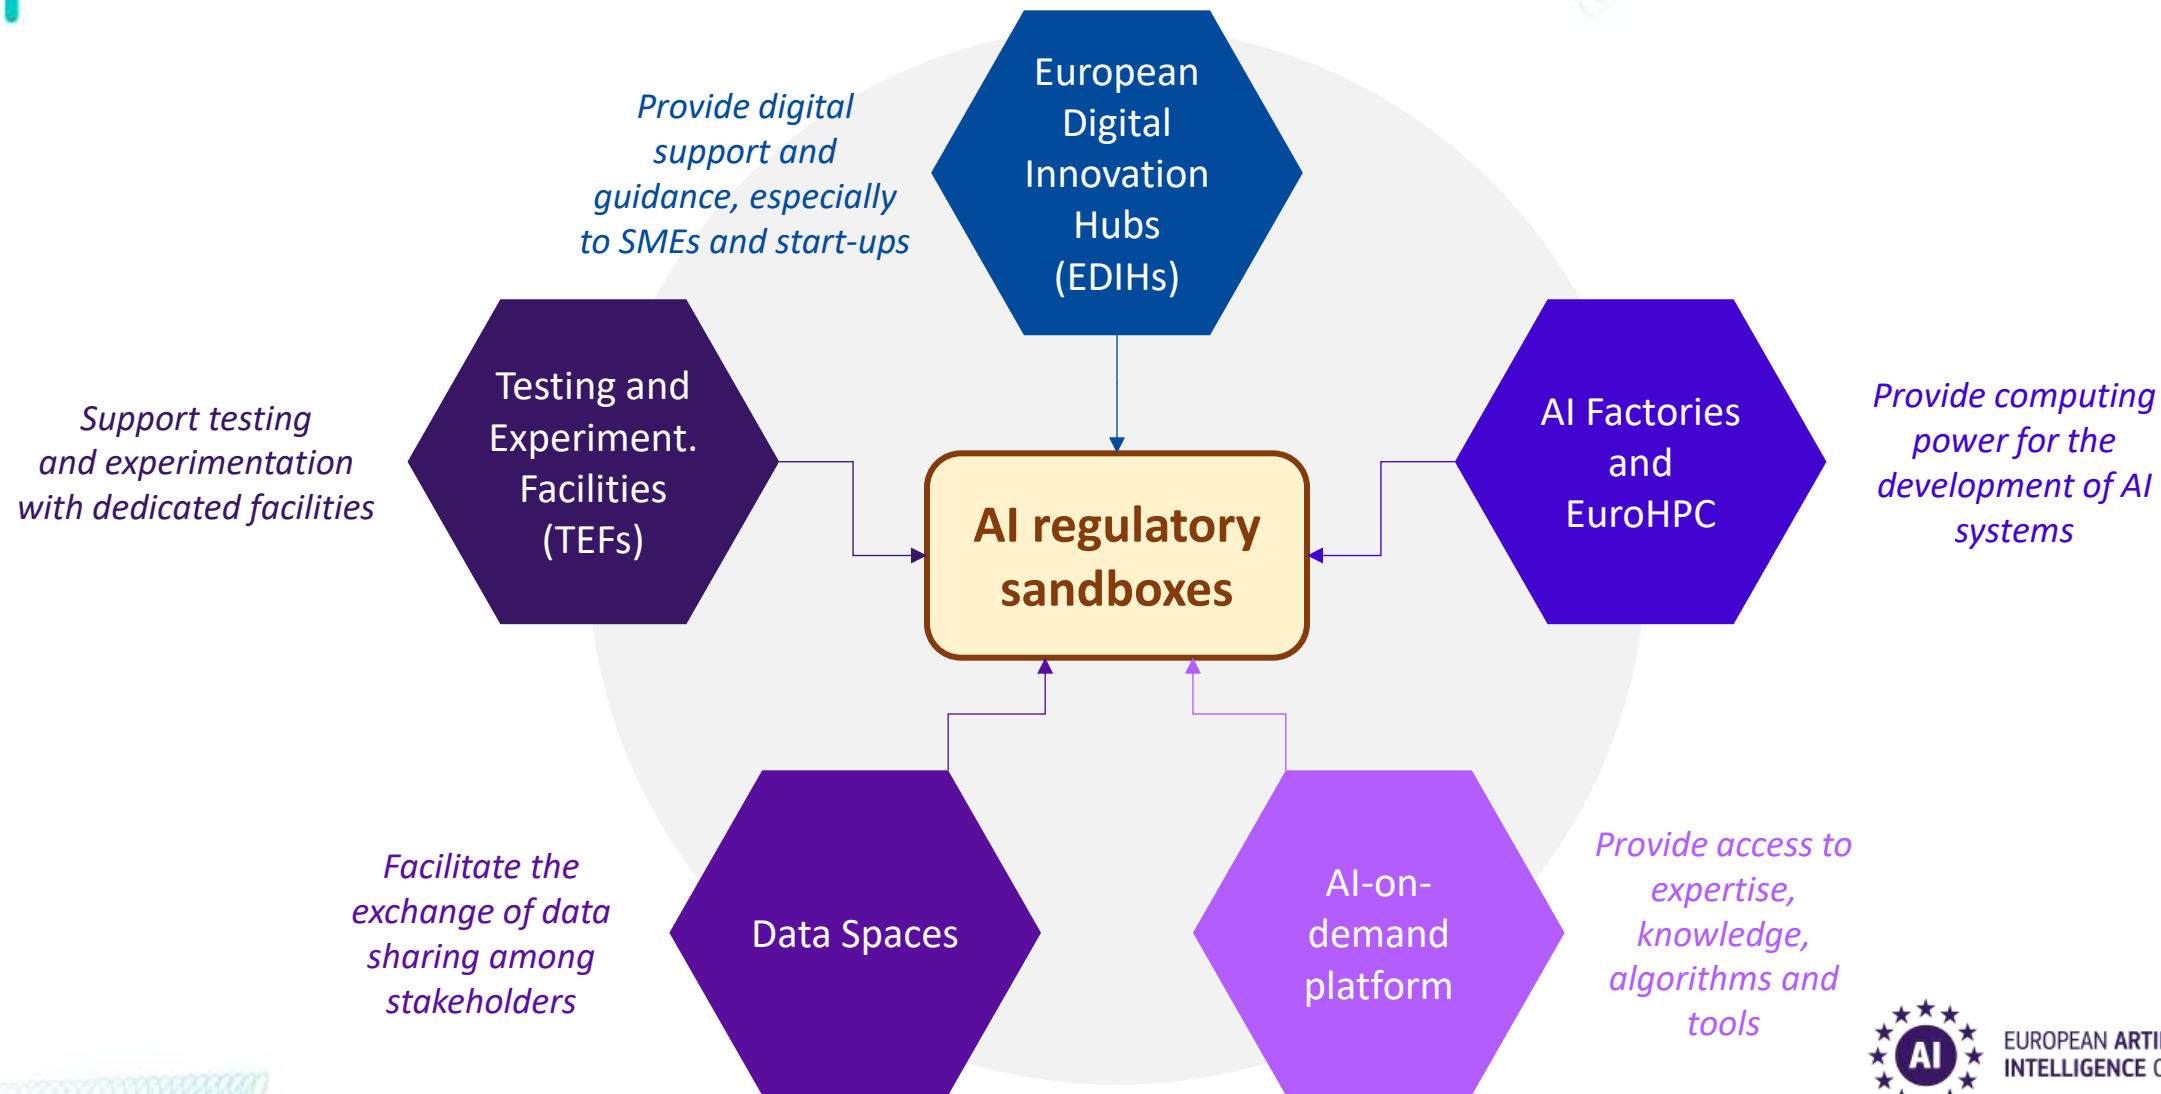 European
Digital
Innovation
Hubs
(EDIHs)
Provide digital
support and
guidance, especially
to SMEs and start-ups
Testing and
Experiment.
Facilities
(TEFs)
Support testing
and experimentation
with dedicated facilities
AI Factories
and
EuroHPC
Provide computing
power for the
development of AI
systems
AI regulatory
sandboxes
Data Spaces
Facilitate the
exchange of data
sharing among
stakeholders
AI-on-
demand
platform
Provide access to
expertise,
knowledge,
algorithms and
tools
AI
EUROPEAN
INTELLIGENCE